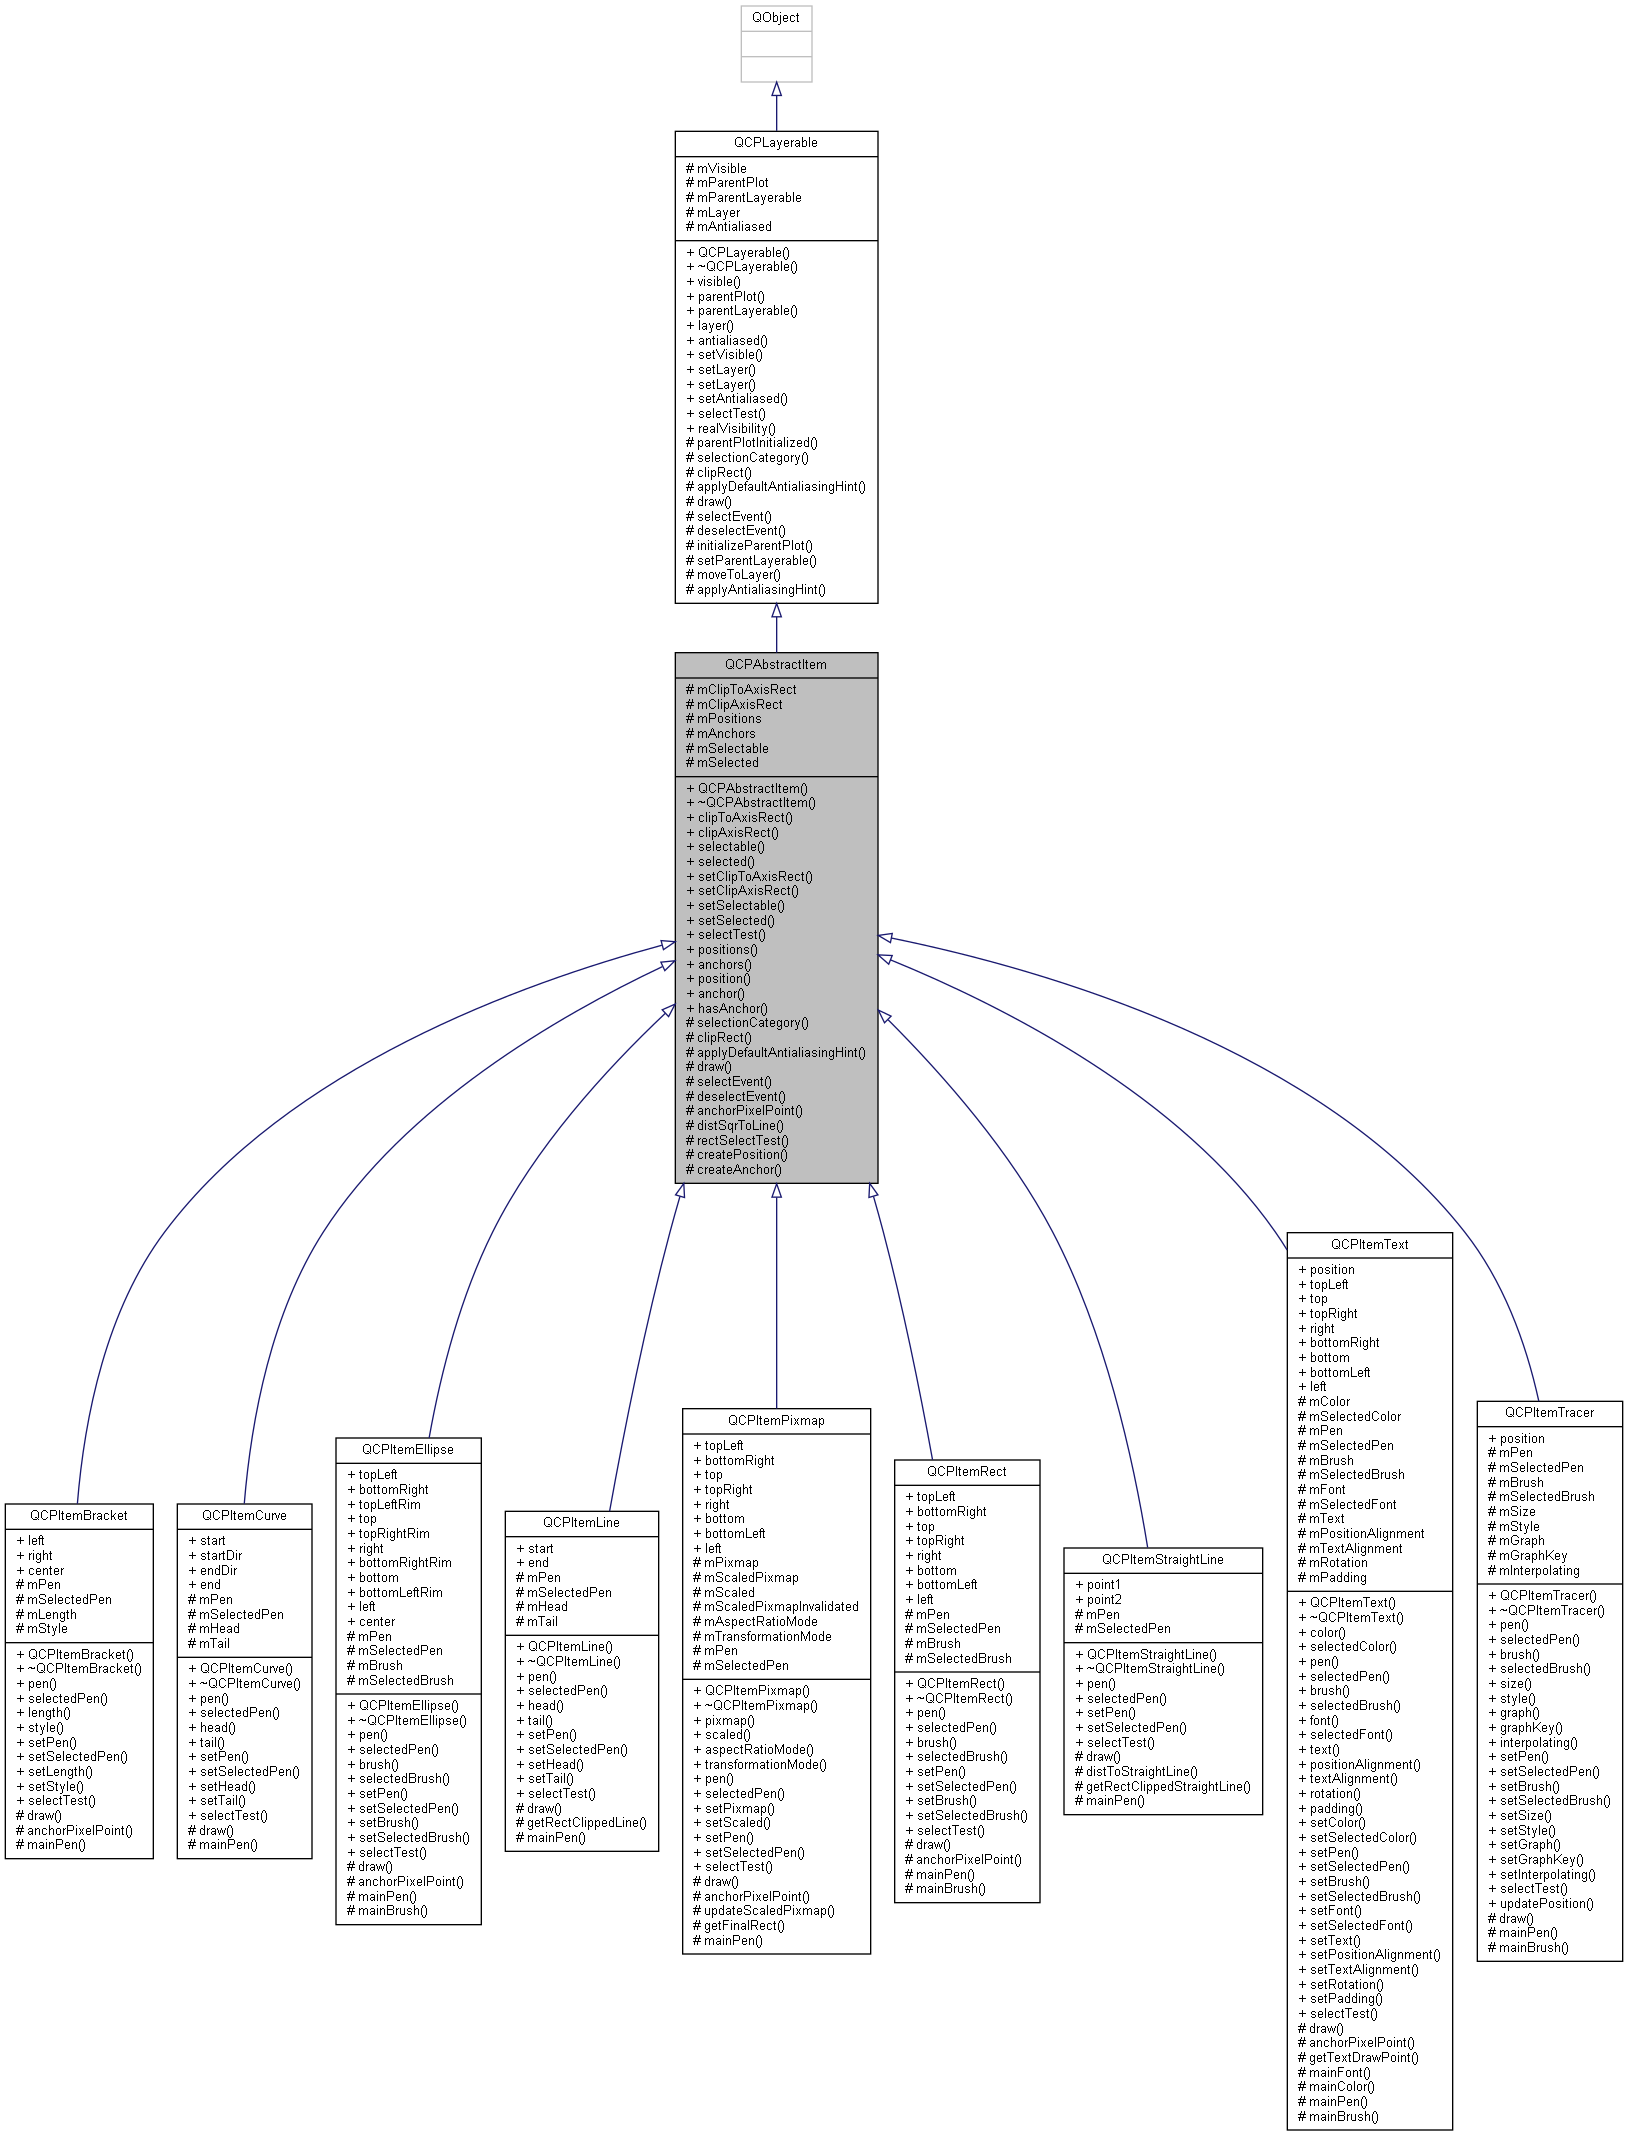 QObject
QCPLayerable
# mVisible
# mParentPlot
# mParentLayerable
# mLayer
# mAntialiased
+ QCPLayerable()
+ ~QCPLayerable()
+ visible()
+ parentPlot()
+ parentLayerable()
+ layer()
+ antialiased()
+ setVisible()
+ setLayer()
+ setLayer()
+ setAntialiased()
+ selectTest()
+ realVisibility()
# parentPlotInitialized()
# selectionCategory()
# clipRect()
# applyDefaultAntialiasingHint()
# draw()
# selectEvent()
# deselectEvent()
# initializeParentPlot()
# setParentLayerable()
# moveToLayer()
# applyAntialiasingHint()
QCPAbstractItem
# mClipToAxisRect
# mClipAxisRect
# mPositions
# mAnchors
# mSelectable
# mSelected
+ QCPAbstractItem()
+ ~QCPAbstractItem()
+ clipToAxisRect()
+ clipAxisRect()
+ selectable()
+ selected()
+ setClipToAxisRect()
+ setClipAxisRect()
+ setSelectable()
+ setSelected()
+ selectTest()
+ positions()
+ anchors()
+ position()
+ anchor()
+ hasAnchor()
# selectionCategory()
# clipRect()
# applyDefaultAntialiasingHint()
# draw()
# selectEvent()
# deselectEvent()
# anchorPixelPoint()
# distSqrToLine()
# rectSelectTest()
# createPosition()
# createAnchor()
QCPItemBracket
+ left
+ right
+ center
# mPen
# mSelectedPen
# mLength
# mStyle
+ QCPItemBracket()
+ ~QCPItemBracket()
+ pen()
+ selectedPen()
+ length()
+ style()
+ setPen()
+ setSelectedPen()
+ setLength()
+ setStyle()
+ selectTest()
# draw()
# anchorPixelPoint()
# mainPen()
QCPItemCurve
+ start
+ startDir
+ endDir
+ end
# mPen
# mSelectedPen
# mHead
# mTail
+ QCPItemCurve()
+ ~QCPItemCurve()
+ pen()
+ selectedPen()
+ head()
+ tail()
+ setPen()
+ setSelectedPen()
+ setHead()
+ setTail()
+ selectTest()
# draw()
# mainPen()
QCPItemEllipse
+ topLeft
+ bottomRight
+ topLeftRim
+ top
+ topRightRim
+ right
+ bottomRightRim
+ bottom
+ bottomLeftRim
+ left
+ center
# mPen
# mSelectedPen
# mBrush
# mSelectedBrush
+ QCPItemEllipse()
+ ~QCPItemEllipse()
+ pen()
+ selectedPen()
+ brush()
+ selectedBrush()
+ setPen()
+ setSelectedPen()
+ setBrush()
+ setSelectedBrush()
+ selectTest()
# draw()
# anchorPixelPoint()
# mainPen()
# mainBrush()
QCPItemLine
+ start
+ end
# mPen
# mSelectedPen
# mHead
# mTail
+ QCPItemLine()
+ ~QCPItemLine()
+ pen()
+ selectedPen()
+ head()
+ tail()
+ setPen()
+ setSelectedPen()
+ setHead()
+ setTail()
+ selectTest()
# draw()
# getRectClippedLine()
# mainPen()
QCPItemPixmap
+ topLeft
+ bottomRight
+ top
+ topRight
+ right
+ bottom
+ bottomLeft
+ left
# mPixmap
# mScaledPixmap
# mScaled
# mScaledPixmapInvalidated
# mAspectRatioMode
# mTransformationMode
# mPen
# mSelectedPen
+ QCPItemPixmap()
+ ~QCPItemPixmap()
+ pixmap()
+ scaled()
+ aspectRatioMode()
+ transformationMode()
+ pen()
+ selectedPen()
+ setPixmap()
+ setScaled()
+ setPen()
+ setSelectedPen()
+ selectTest()
# draw()
# anchorPixelPoint()
# updateScaledPixmap()
# getFinalRect()
# mainPen()
QCPItemRect
+ topLeft
+ bottomRight
+ top
+ topRight
+ right
+ bottom
+ bottomLeft
+ left
# mPen
# mSelectedPen
# mBrush
# mSelectedBrush
+ QCPItemRect()
+ ~QCPItemRect()
+ pen()
+ selectedPen()
+ brush()
+ selectedBrush()
+ setPen()
+ setSelectedPen()
+ setBrush()
+ setSelectedBrush()
+ selectTest()
# draw()
# anchorPixelPoint()
# mainPen()
# mainBrush()
QCPItemStraightLine
+ point1
+ point2
# mPen
# mSelectedPen
+ QCPItemStraightLine()
+ ~QCPItemStraightLine()
+ pen()
+ selectedPen()
+ setPen()
+ setSelectedPen()
+ selectTest()
# draw()
# distToStraightLine()
# getRectClippedStraightLine()
# mainPen()
QCPItemText
+ position
+ topLeft
+ top
+ topRight
+ right
+ bottomRight
+ bottom
+ bottomLeft
+ left
# mColor
# mSelectedColor
# mPen
# mSelectedPen
# mBrush
# mSelectedBrush
# mFont
# mSelectedFont
# mText
# mPositionAlignment
# mTextAlignment
# mRotation
# mPadding
+ QCPItemText()
+ ~QCPItemText()
+ color()
+ selectedColor()
+ pen()
+ selectedPen()
+ brush()
+ selectedBrush()
+ font()
+ selectedFont()
+ text()
+ positionAlignment()
+ textAlignment()
+ rotation()
+ padding()
+ setColor()
+ setSelectedColor()
+ setPen()
+ setSelectedPen()
+ setBrush()
+ setSelectedBrush()
+ setFont()
+ setSelectedFont()
+ setText()
+ setPositionAlignment()
+ setTextAlignment()
+ setRotation()
+ setPadding()
+ selectTest()
# draw()
# anchorPixelPoint()
# getTextDrawPoint()
# mainFont()
# mainColor()
# mainPen()
# mainBrush()
QCPItemTracer
+ position
# mPen
# mSelectedPen
# mBrush
# mSelectedBrush
# mSize
# mStyle
# mGraph
# mGraphKey
# mInterpolating
+ QCPItemTracer()
+ ~QCPItemTracer()
+ pen()
+ selectedPen()
+ brush()
+ selectedBrush()
+ size()
+ style()
+ graph()
+ graphKey()
+ interpolating()
+ setPen()
+ setSelectedPen()
+ setBrush()
+ setSelectedBrush()
+ setSize()
+ setStyle()
+ setGraph()
+ setGraphKey()
+ setInterpolating()
+ selectTest()
+ updatePosition()
# draw()
# mainPen()
# mainBrush()